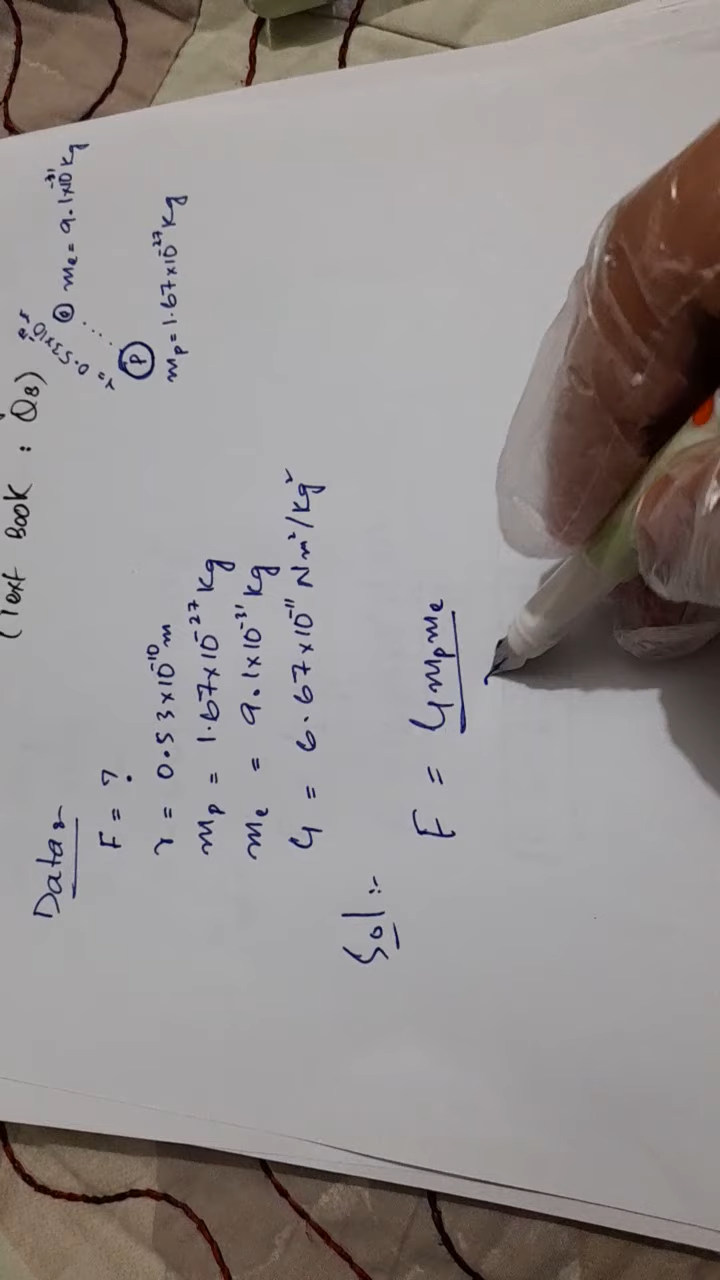 (Text Book : Q8)
r = 0.53×10⁻¹⁰
e me = 9.1×10⁻³¹ Kg
P
mp = 1.67×10⁻²⁷ Kg
Data:-
F = ?
r = 0.53×10⁻¹⁰ m
mp = 1.67×10⁻²⁷ Kg
me = 9.1×10⁻³¹ Kg
G = 6.67×10⁻¹¹ Nm²/Kg²
Sol:-
F = Gmpme